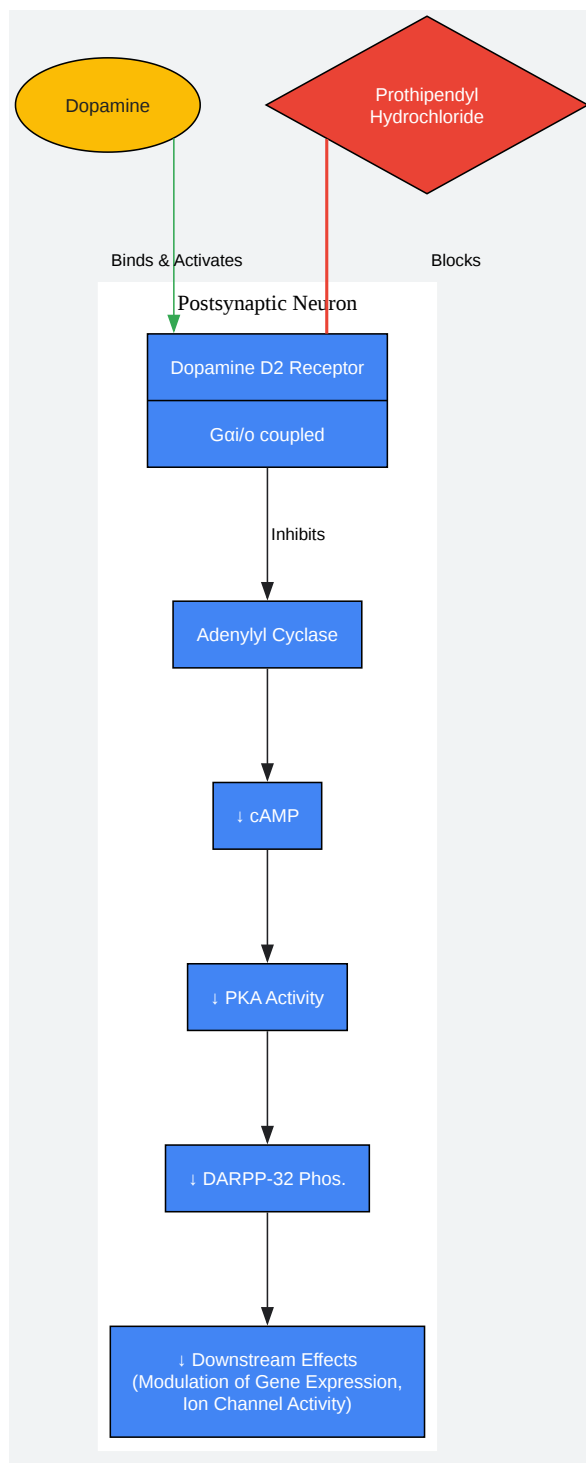 Dopamine
Prothipendyl
Hydrochloride
Binds & Activates
Blocks
Postsynaptic Neuron
Dopamine D2 Receptor
Gαi/o coupled
Inhibits
Adenylyl Cyclase
↓ cAMP
↓ PKA Activity
↓ DARPP-32 Phos.
↓ Downstream Effects
(Modulation of Gene Expression,
Ion Channel Activity)